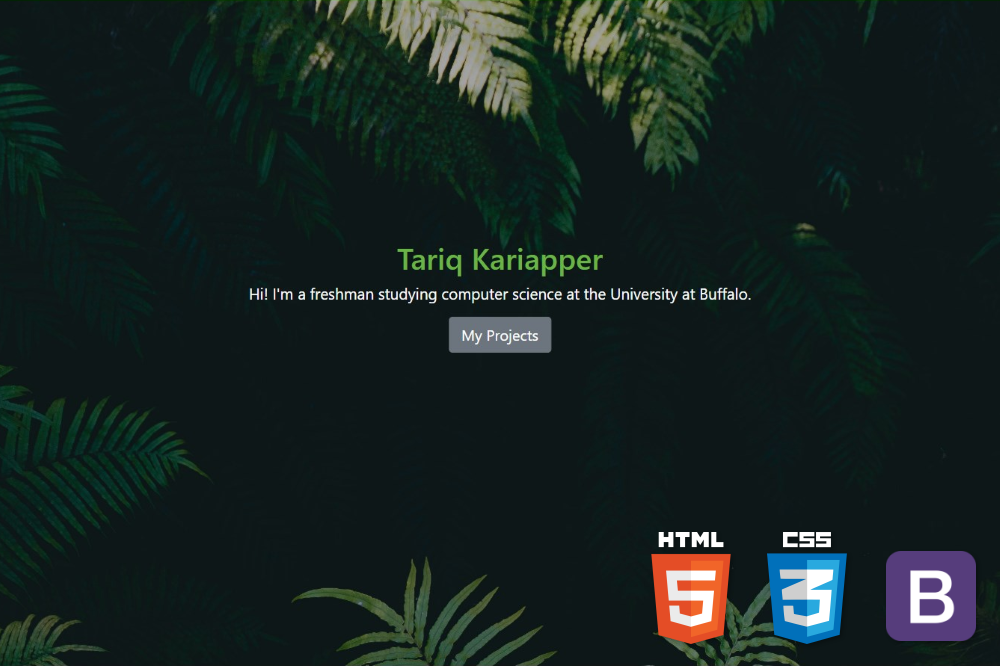 Tariq Kariapper
Hi! I'm a freshman studying computer science at the University at Buffalo.
My Projects
HTML
5
CSS
3
B